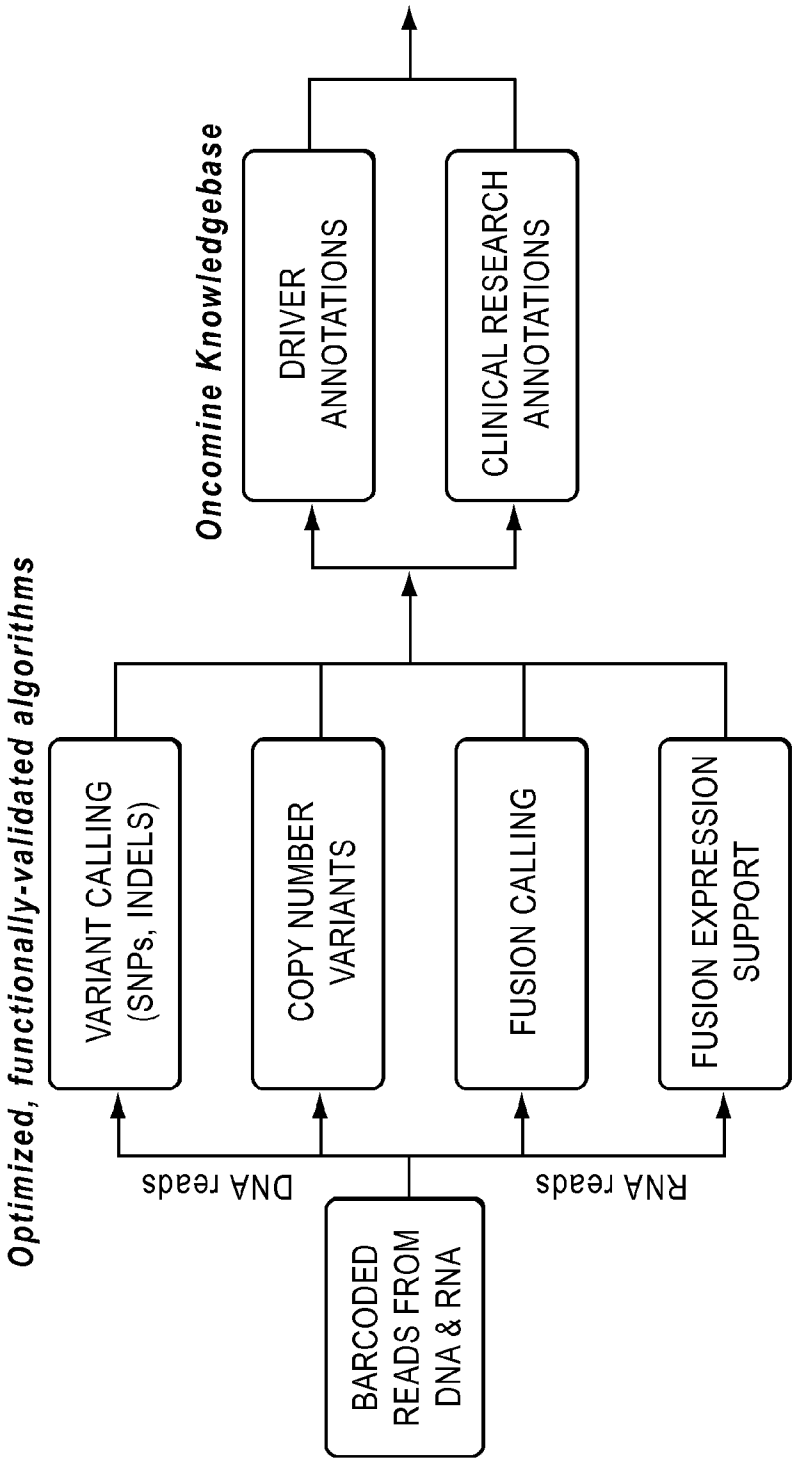 Optimized, functionally-validated algorithms
Oncomine Knowledgebase
BARCODED
READS FROM
DNA & RNA
DNA reads
RNA reads
VARIANT CALLING
(SNPs, INDELS)
COPY NUMBER
VARIANTS
FUSION CALLING
FUSION EXPRESSION
SUPPORT
DRIVER
ANNOTATIONS
CLINICAL RESEARCH
ANNOTATIONS